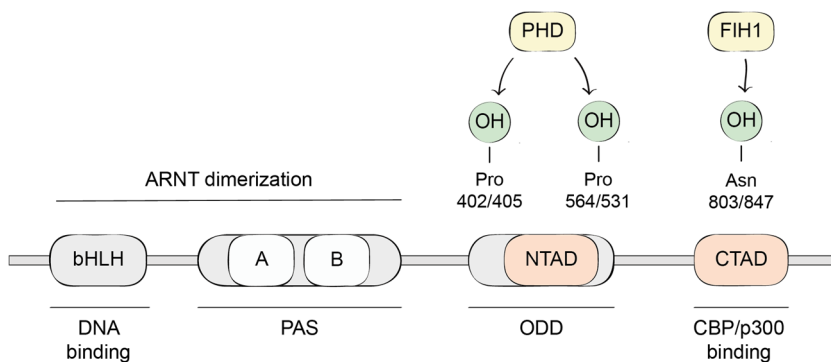 PHD
FIH1
OH
OH
OH
ARNT dimerization
Pro
402/405
Pro
564/531
Asn
803/847
bHLH
A
B
NTAD
CTAD
DNA
binding
PAS
ODD
CBP/p300
binding